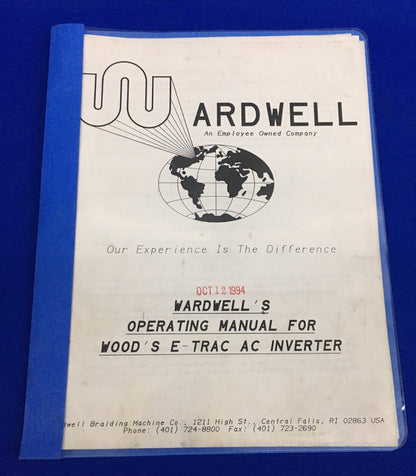 WARDWELL
An Employee Owned Company
Our Experience Is The Difference
OCT 12 1994
WARDWELL'S
OPERATING MANUAL FOR
WOOD'S E-TRAC AC INVERTER
dwell Braiding Machine Co., 1211 High St., Central Falls, RI 02863 USA
Phone: (401) 724-8800 Fax: (401) 723-2690